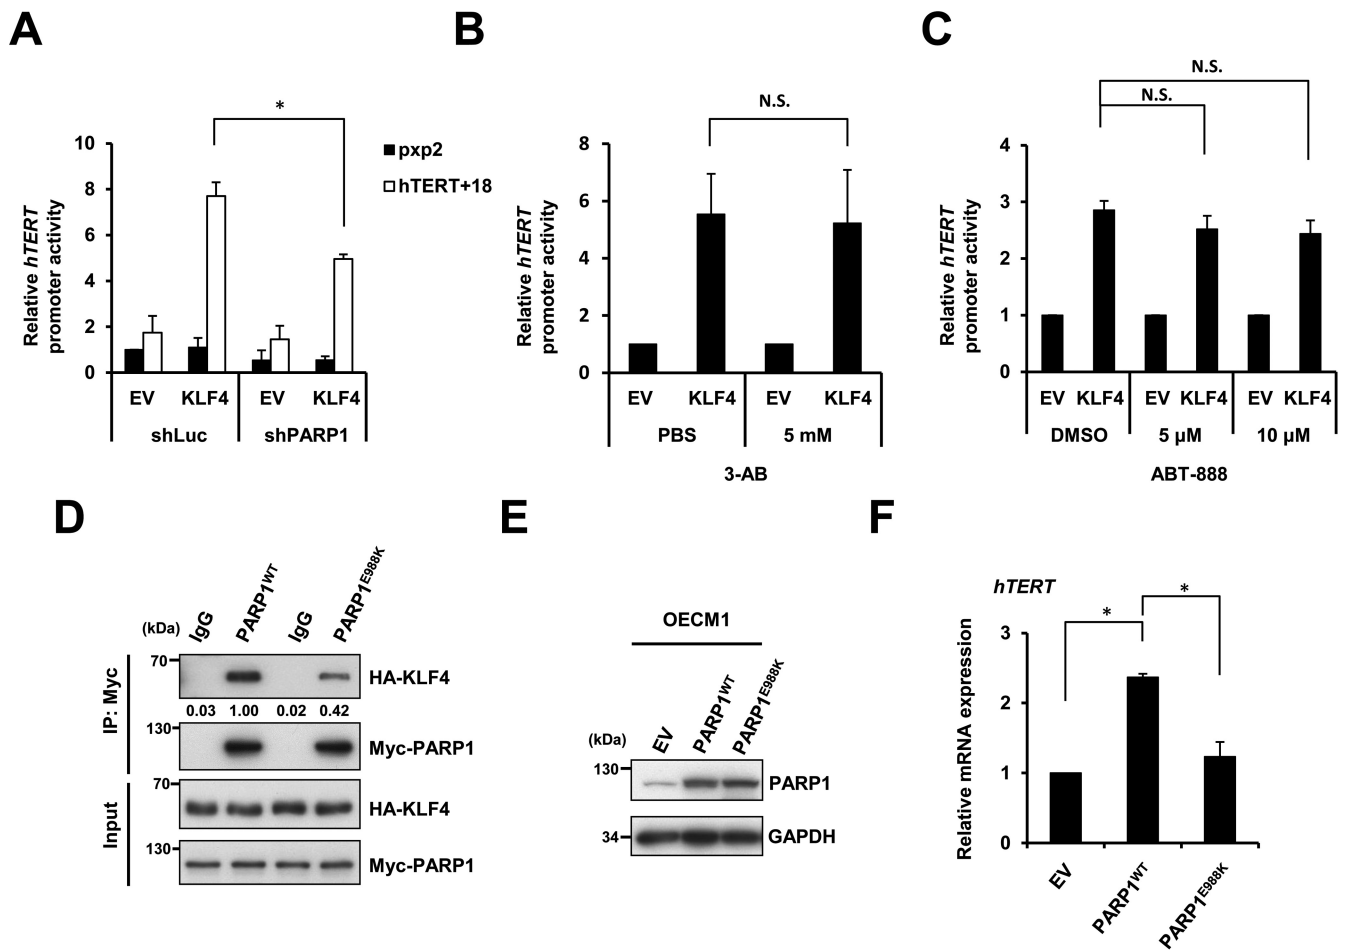 A
*
10
8
6
4
2
0
Relative hTERT
promoter activity
pxp2
hTERT+18
EV KLF4 EV KLF4
shLuc shPARP1
B
N.S.
8
6
4
2
0
Relative hTERT
promoter activity
EV KLF4 EV KLF4
PBS 5 mM
3-AB
C
N.S.
N.S.
4
3
2
1
0
Relative hTERT
promoter activity
EV KLF4 EV KLF4 EV KLF4
DMSO 5 µM 10 µM
ABT-888
D
(kDa) IgG PARP1WT IgG PARP1E988K
IP: Myc
70 HA-KLF4
0.03 1.00 0.02 0.42
130 Myc-PARP1
Input
70 HA-KLF4
130 Myc-PARP1
E
OECM1
(kDa) EV PARP1WT PARP1E988K
130 PARP1
34 GAPDH
F
hTERT
* *
3
2
1
0
Relative mRNA expression
EV PARP1WT PARP1E988K